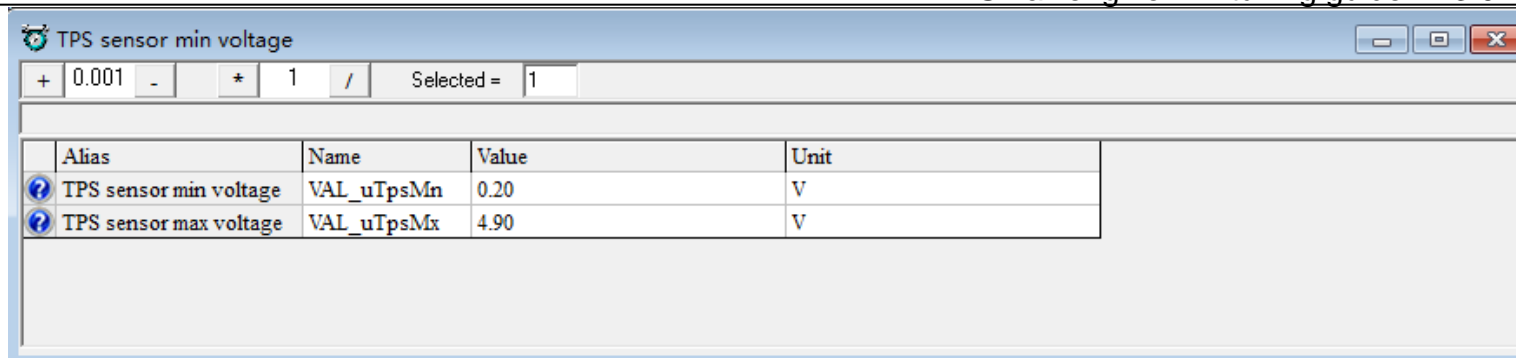 TPS sensor min voltage
+ 0.001 - * 1 / Selected = 1
Alias Name Value Unit
TPS sensor min voltage VAL_uTpsMn 0.20 V
TPS sensor max voltage VAL_uTpsMx 4.90 V